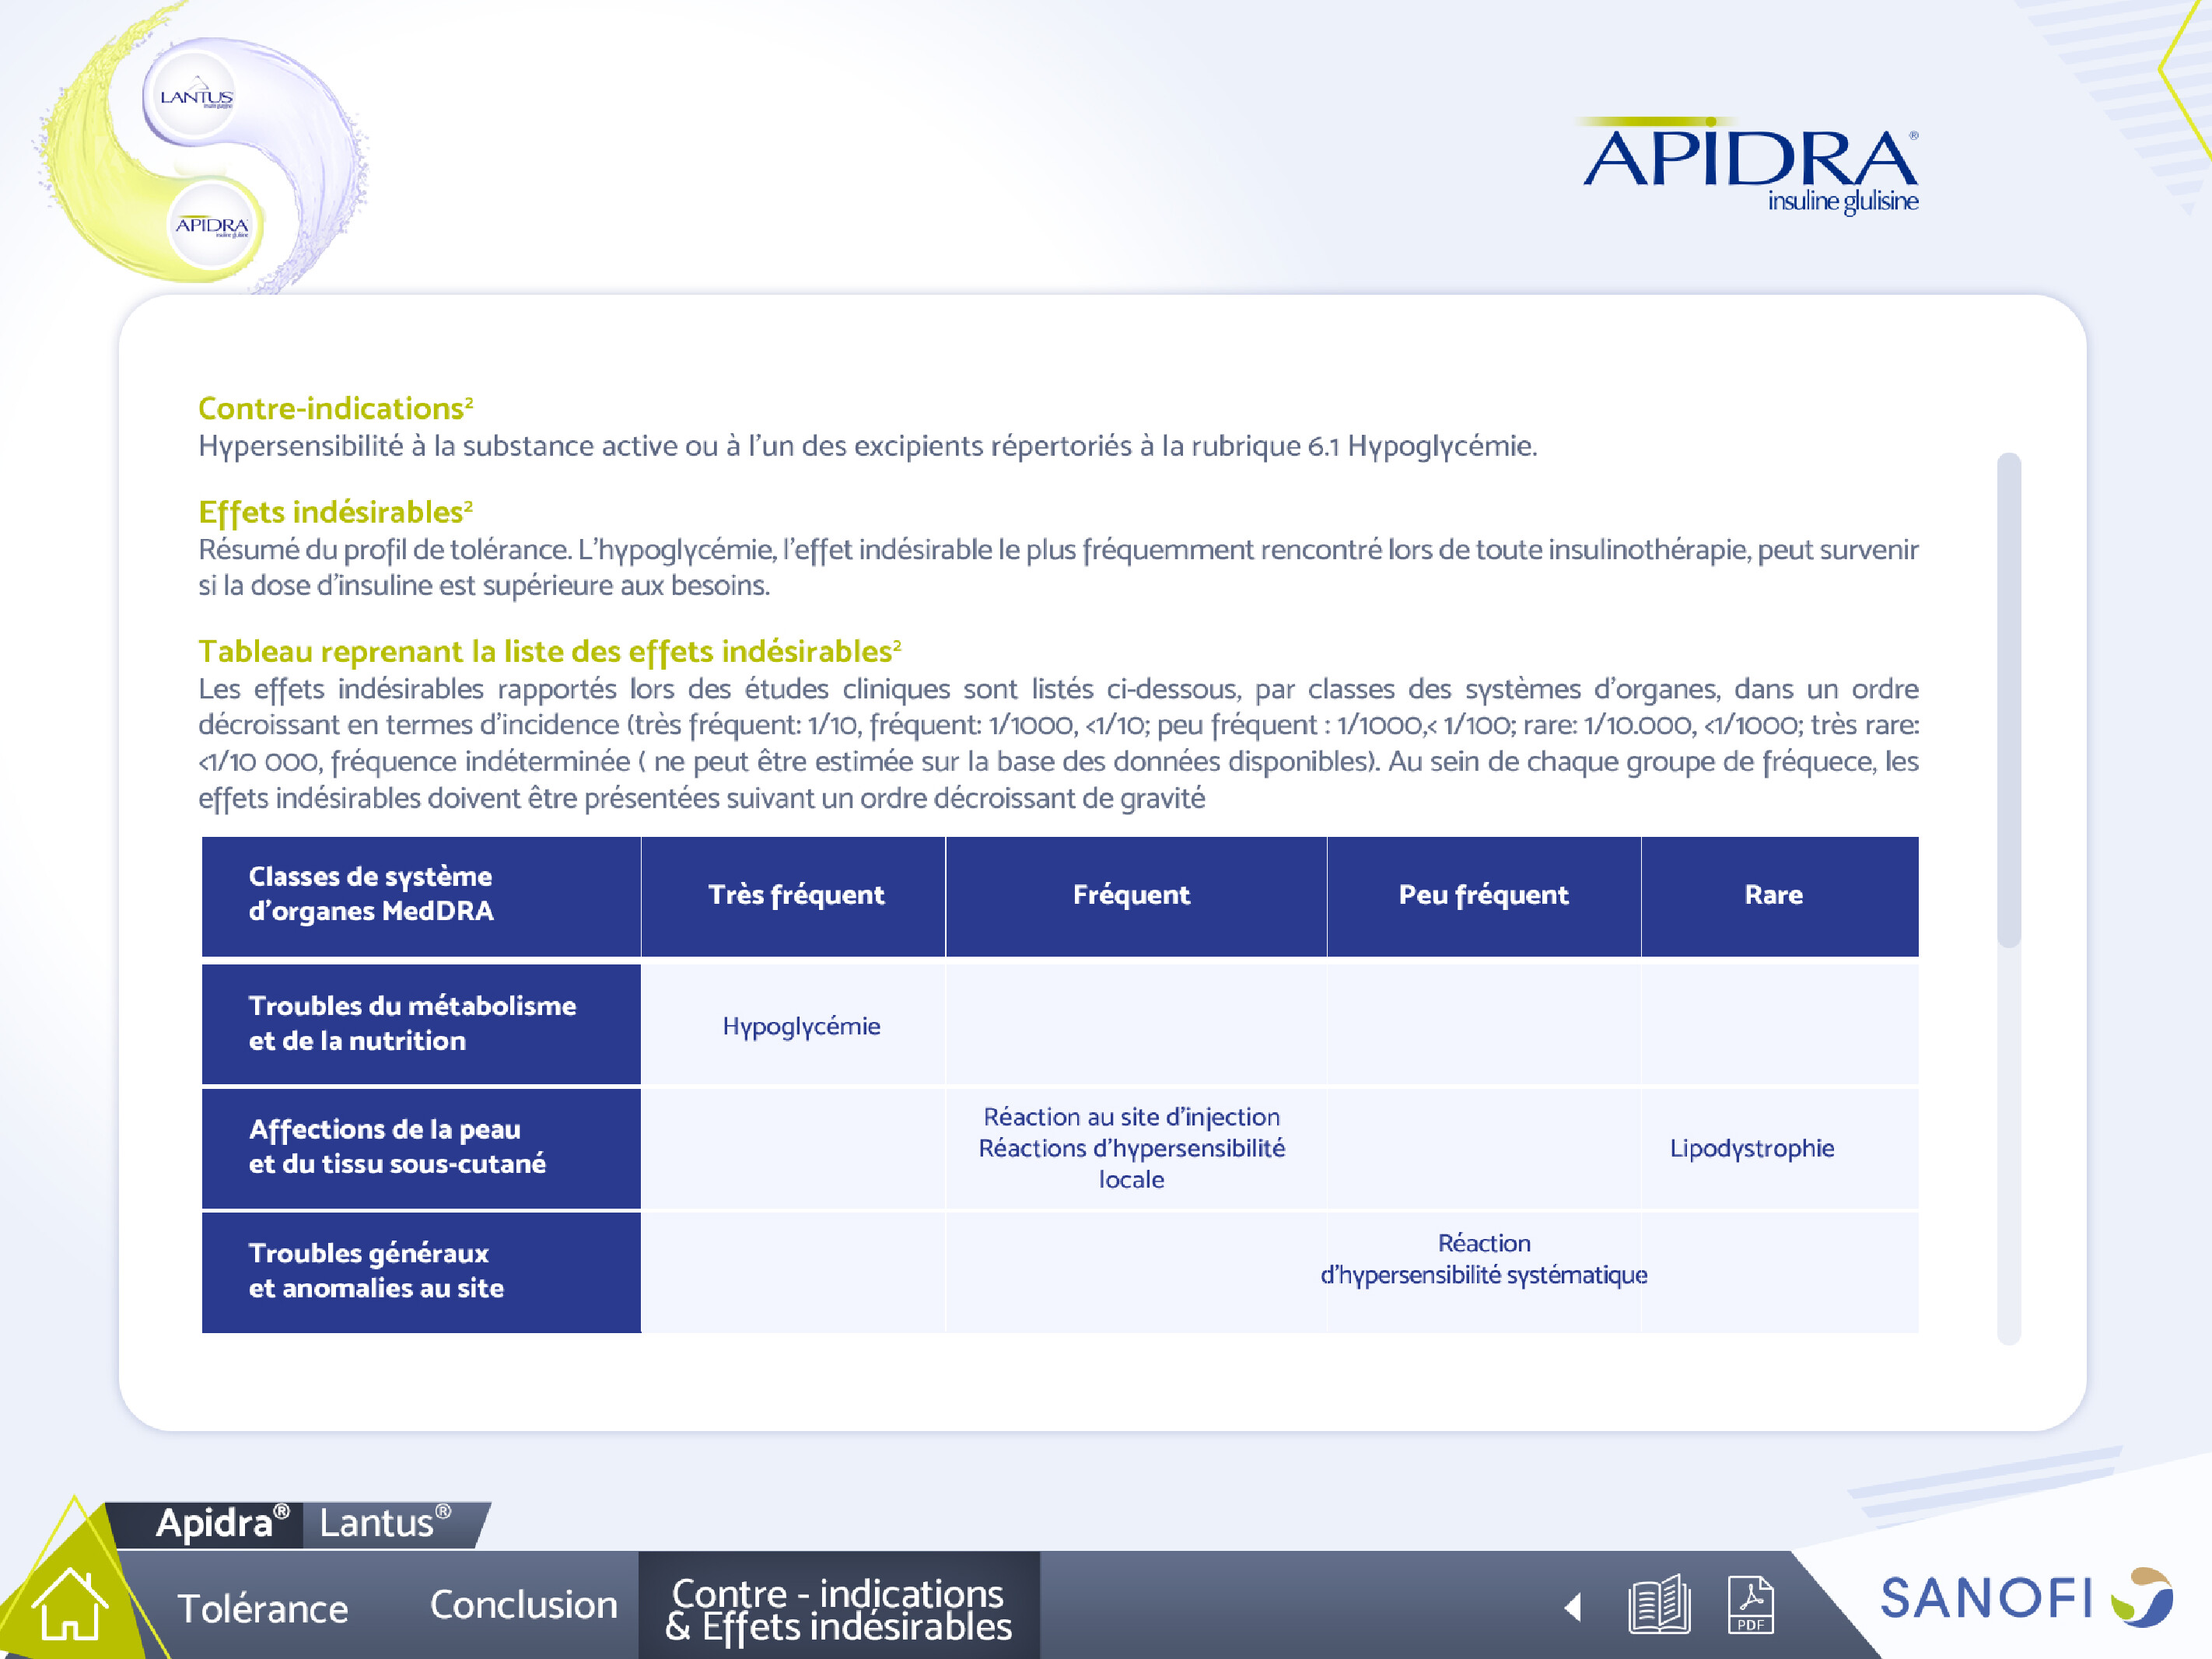 LANTUS
APIDRA
APIDRA®
insuline glulisine
Contre-indications²
Hypersensibilité à la substance active ou à l'un des excipients répertoriés à la rubrique 6.1 Hypoglycémie.
Effets indésirables²
Résumé du profil de tolérance. L'hypoglycémie, l'effet indésirable le plus fréquemment rencontré lors de toute insulinothérapie, peut survenir
si la dose d'insuline est supérieure aux besoins.
Tableau reprenant la liste des effets indésirables²
Les effets indésirables rapportés lors des études cliniques sont listés ci-dessous, par classes des systèmes d'organes, dans un ordre
décroissant en termes d'incidence (très fréquent: 1/10, fréquent: 1/1000, <1/10; peu fréquent : 1/1000,< 1/100; rare: 1/10.000, <1/1000; très rare:
<1/10 000, fréquence indéterminée ( ne peut être estimée sur la base des données disponibles). Au sein de chaque groupe de fréquece, les
effets indésirables doivent être présentées suivant un ordre décroissant de gravité
Classes de système
d'organes MedDRA
Très fréquent
Fréquent
Peu fréquent
Rare
Troubles du métabolisme
et de la nutrition
Hypoglycémie
Affections de la peau
et du tissu sous-cutané
Réaction au site d'injection
Réactions d'hypersensibilité
locale
Lipodystrophie
Troubles généraux
et anomalies au site
Réaction
d'hypersensibilité systématique
Apidra® Lantus®
Tolérance
Conclusion
Contre - indications
& Effets indésirables
PDF
SANOFI